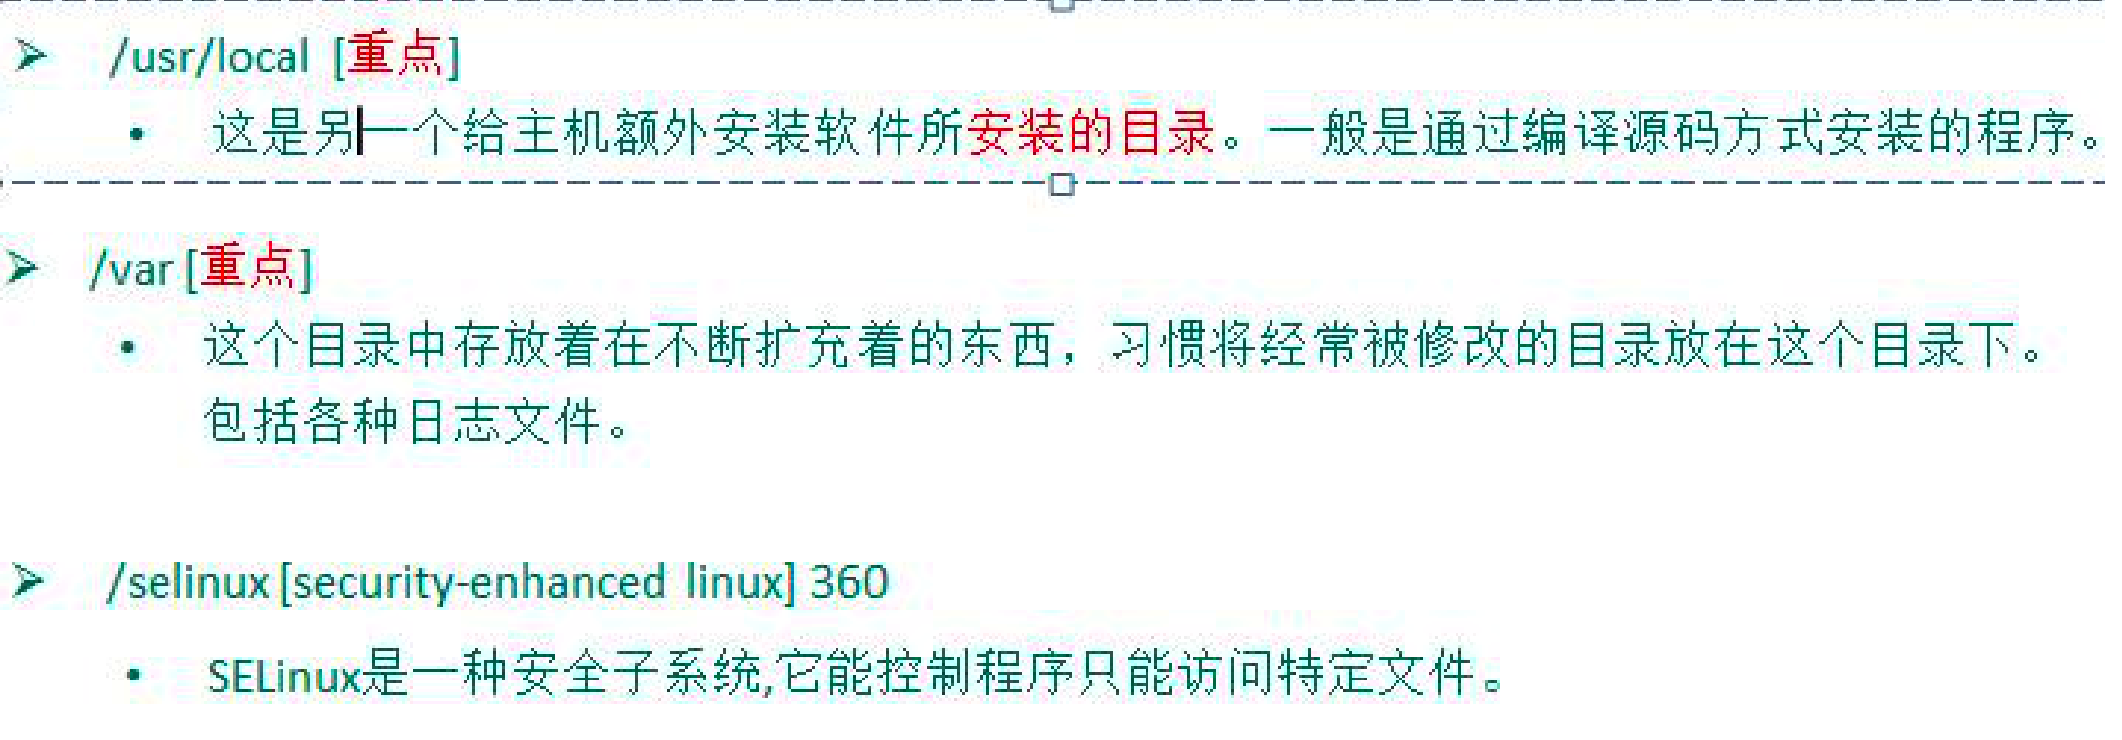 /usr/local [重点]
这是另一个给主机额外安装软件所安装的目录。一般是通过编译源码方式安装的程序。
/var [重点]
这个目录中存放着在不断扩充着的东西，习惯将经常被修改的目录放在这个目录下。
包括各种日志文件。
/selinux [security-enhanced linux] 360
SELinux是一种安全子系统,它能控制程序只能访问特定文件。